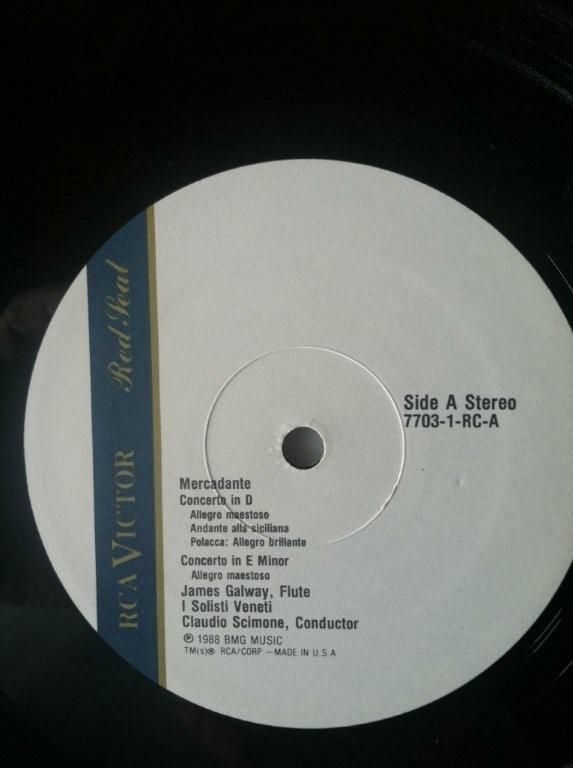 RCA VICTOR Red Seal
Side A Stereo
7703-1-RC-A
Mercadante
Concerto in D
Allegro maestoso
Andante alla siciliana
Polacca: Allegro brillante
Concerto in E Minor
Allegro maestoso
James Galway, Flute
I Solisti Veneti
Claudio Scimone, Conductor
℗ 1988 BMG MUSIC
TM(s)® RCA/CORP —MADE IN U.S.A